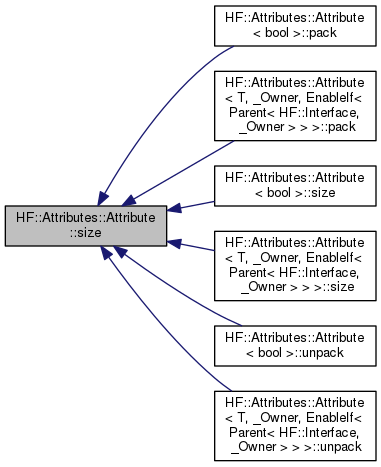 HF::Attributes::Attribute
< bool >::pack
HF::Attributes::Attribute
< T, _Owner, EnableIf<
Parent< HF::Interface,
_Owner > > >::pack
HF::Attributes::Attribute
< bool >::size
HF::Attributes::Attribute
::size
HF::Attributes::Attribute
< T, _Owner, EnableIf<
Parent< HF::Interface,
_Owner > > >::size
HF::Attributes::Attribute
< bool >::unpack
HF::Attributes::Attribute
< T, _Owner, EnableIf<
Parent< HF::Interface,
_Owner > > >::unpack